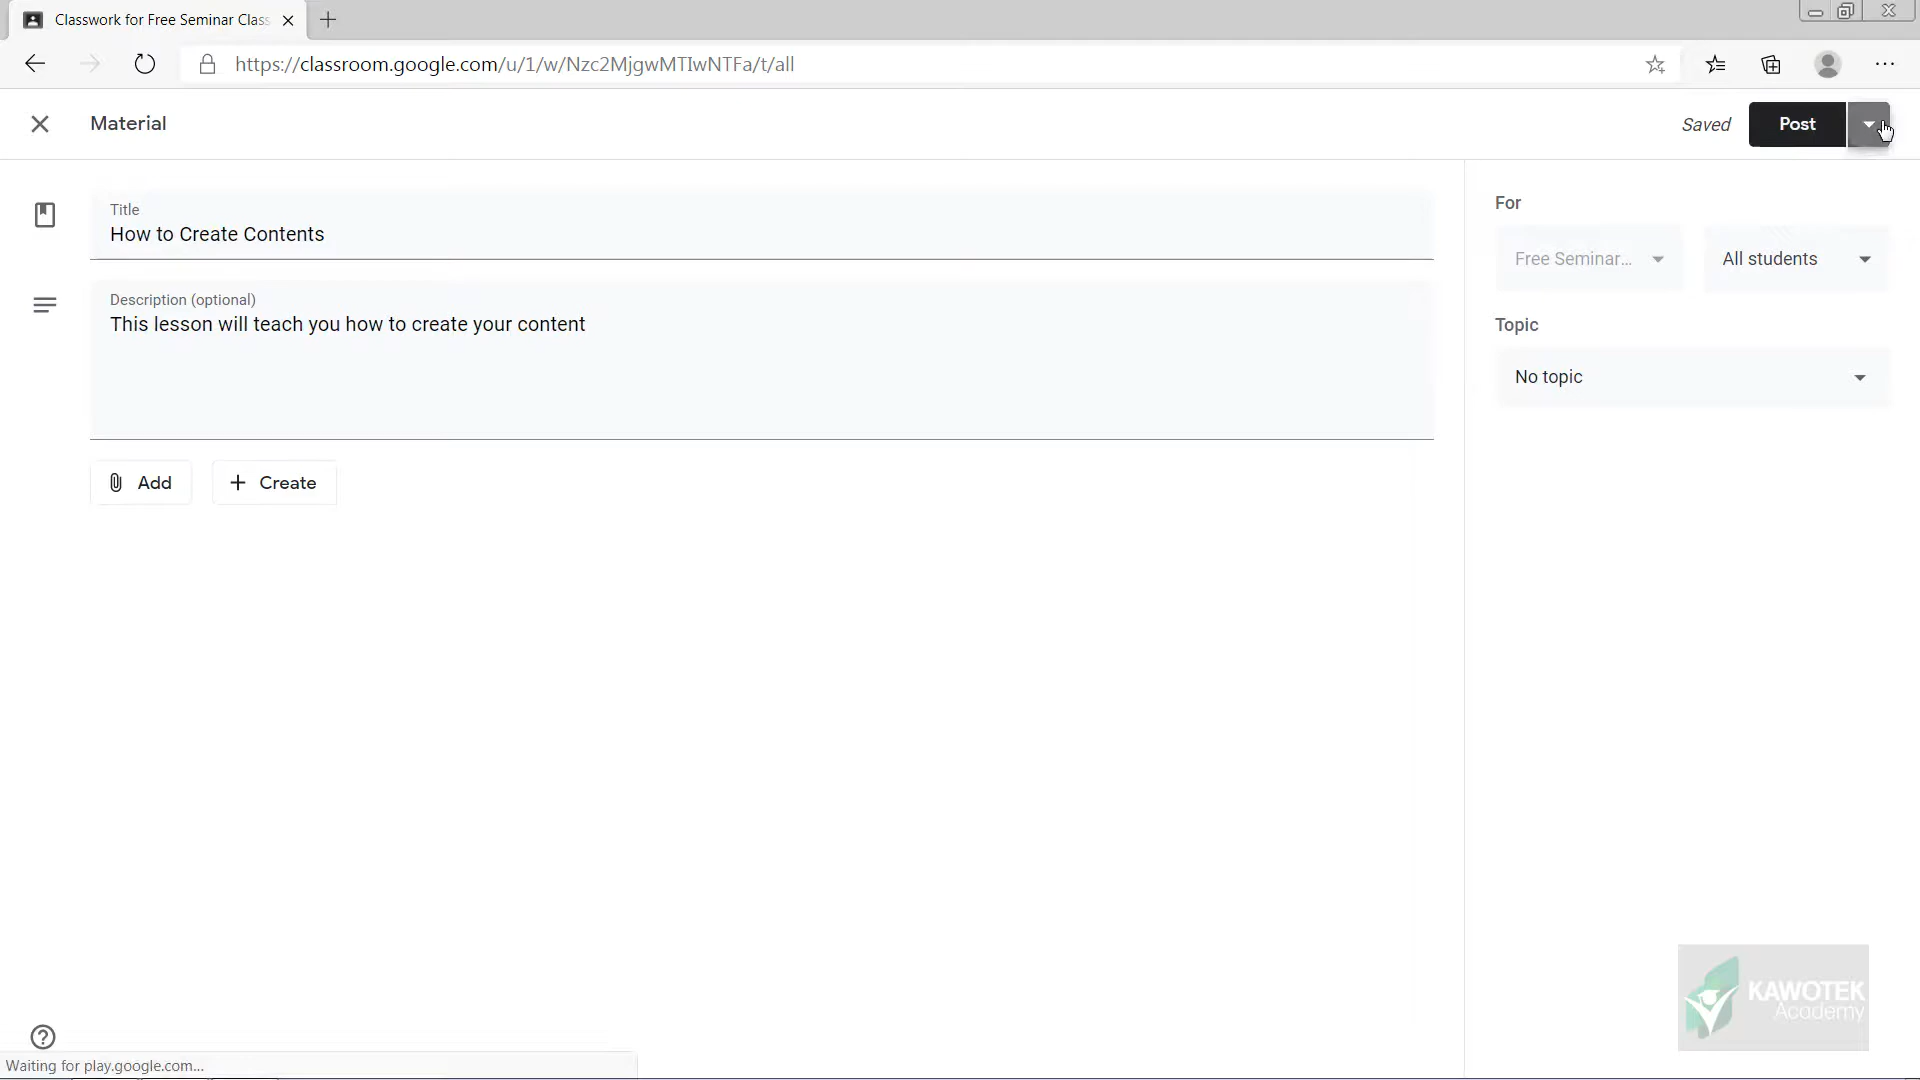 Classwork for Free Seminar Class
https://classroom.google.com/u/1/w/Nzc2MjgwMTIwNTFa/t/all
Material
Saved
Post
Title
How to Create Contents
Description (optional)
This lesson will teach you how to create your content
Add
Create
For
Free Seminar...
All students
Topic
No topic
KAWOTEK
Academy
Waiting for play.google.com...